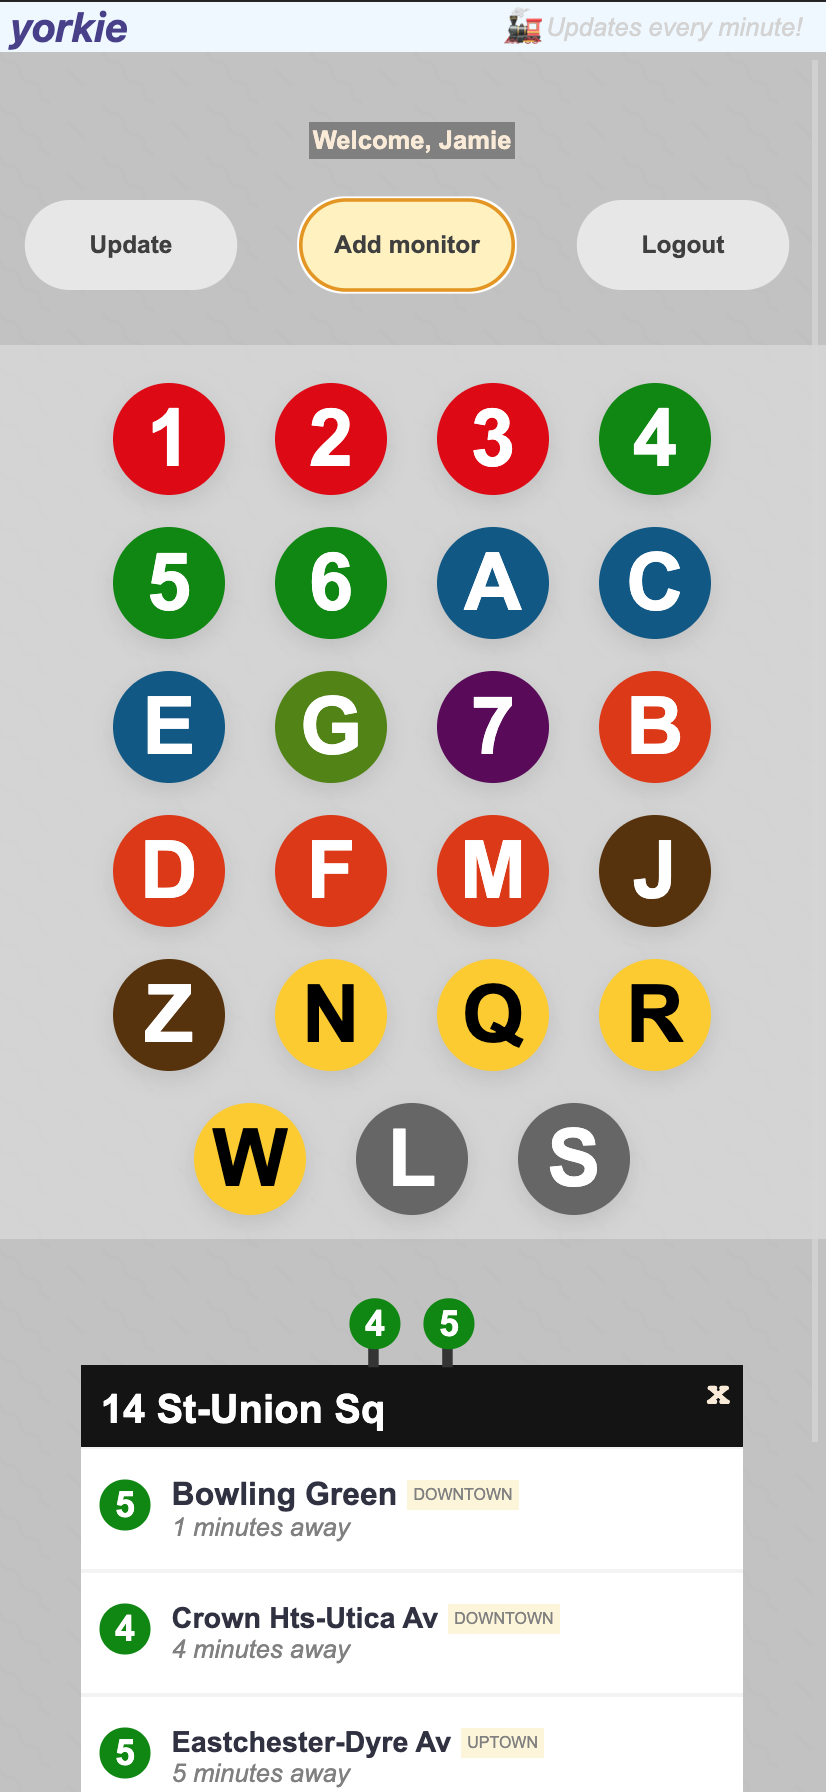 yorkie
Updates every minute!
Welcome, Jamie
Update
Add monitor
Logout
1 2 3 4
5 6 A C
E G 7 B
D F M J
Z N Q R
W L S
4 5
14 St-Union Sq
x
5 Bowling Green DOWNTOWN
1 minutes away
4 Crown Hts-Utica Av DOWNTOWN
4 minutes away
5 Eastchester-Dyre Av UPTOWN
5 minutes away